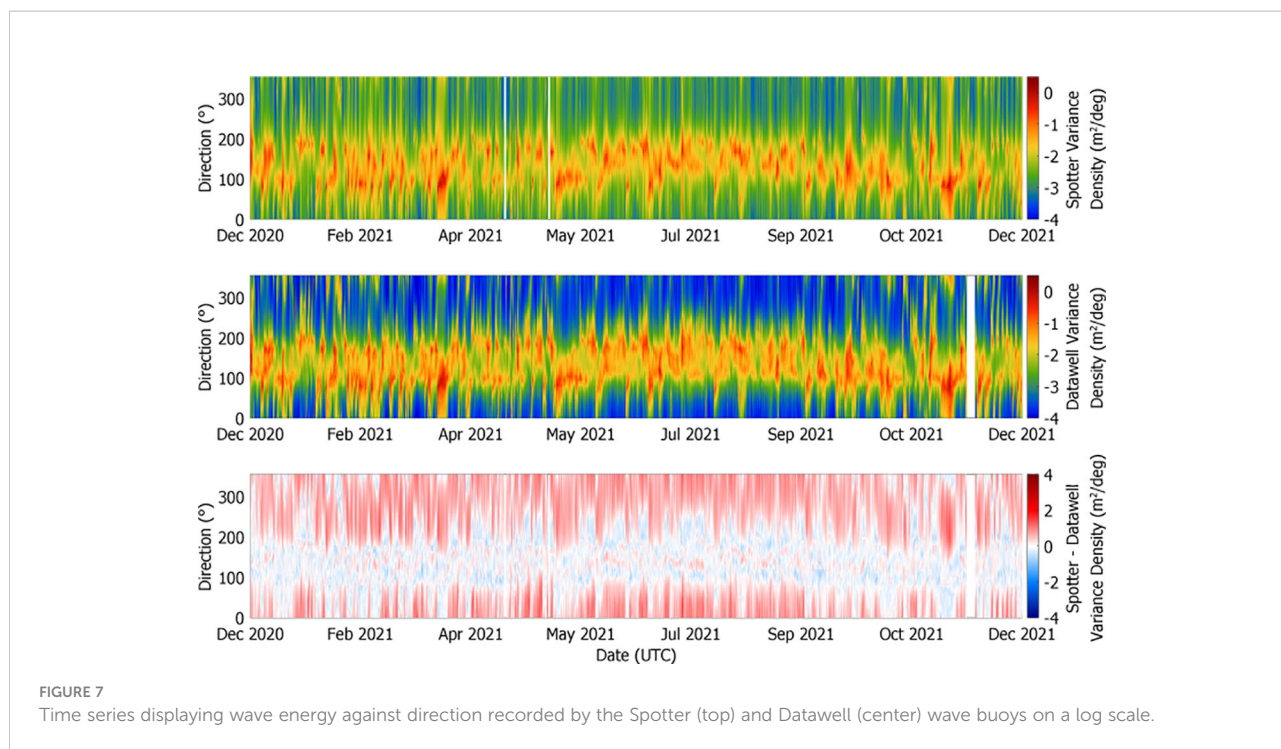 300
200
100
0
Direction (°)
Dec 2020 Feb 2021 Apr 2021 May 2021 Jul 2021 Sep 2021 Oct 2021 Dec 2021
0
-1
-2
-3
-4
Spotter Variance
Density (m²/deg)
300
200
100
0
Direction (°)
Dec 2020 Feb 2021 Apr 2021 May 2021 Jul 2021 Sep 2021 Oct 2021 Dec 2021
0
-1
-2
-3
-4
Datawell Variance
Density (m²/deg)
300
200
100
0
Direction (°)
Dec 2020 Feb 2021 Apr 2021 May 2021 Jul 2021 Sep 2021 Oct 2021 Dec 2021
Date (UTC)
4
2
0
-2
-4
Spotter - Datawell
Variance Density (m²/deg)
FIGURE 7
Time series displaying wave energy against direction recorded by the Spotter (top) and Datawell (center) wave buoys on a log scale.